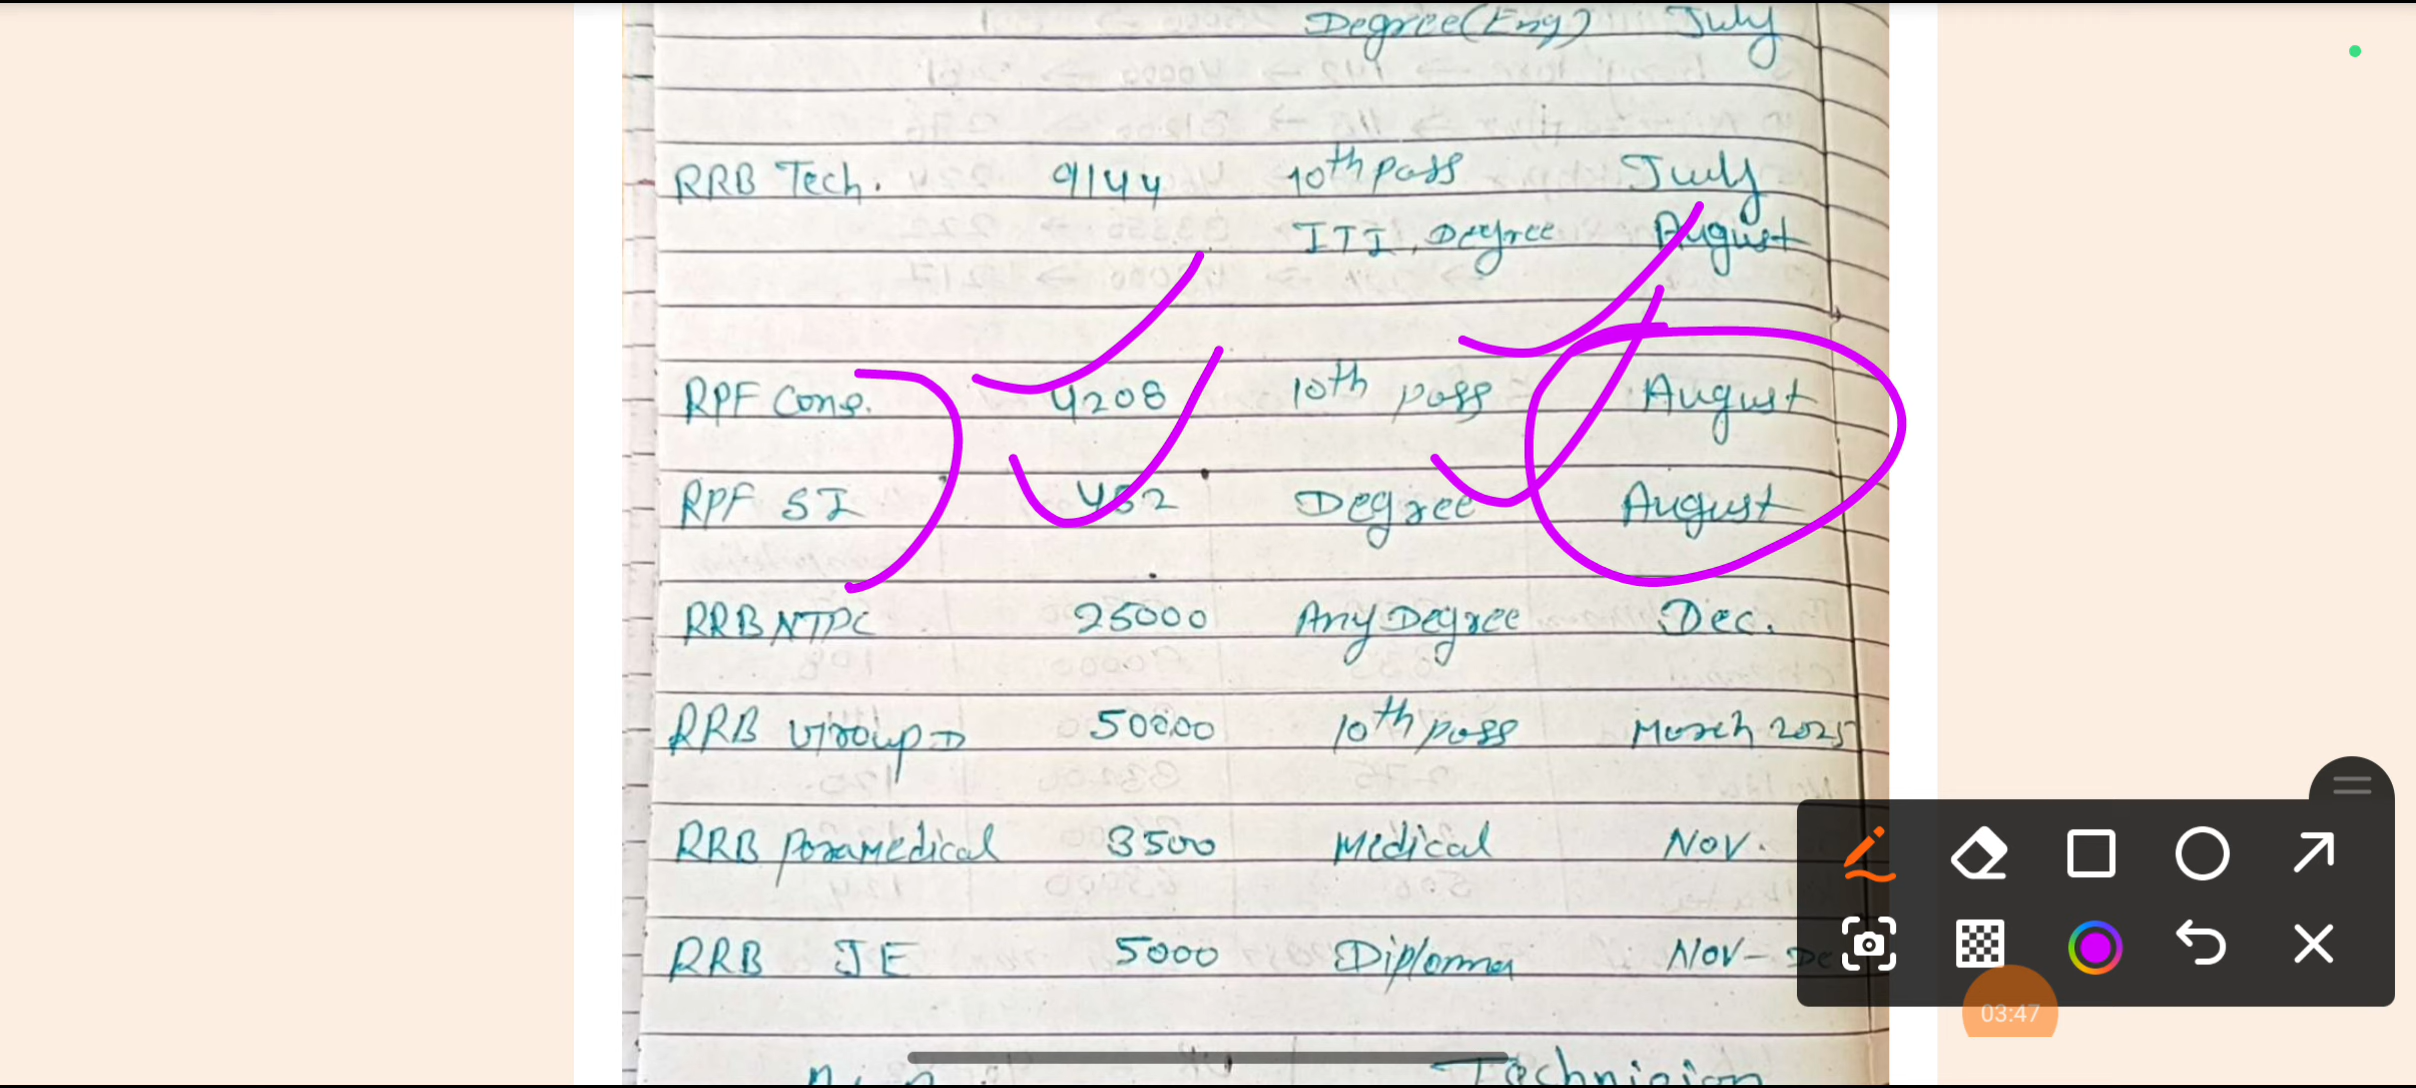 Degree(Eng) July
RRB Tech. 9144 10th pass July
ITI, Degree August
RPF Cons. 4208 10th pass August
RPF SI 452 Degree August
RRB NTPC 25000 Any Degree Dec.
RRB Group D 50000 10th pass March 2025
RRB Paramedical 3500 Medical Nov.
RRB JE 5000 Diploma Nov- De
03:47
Technician